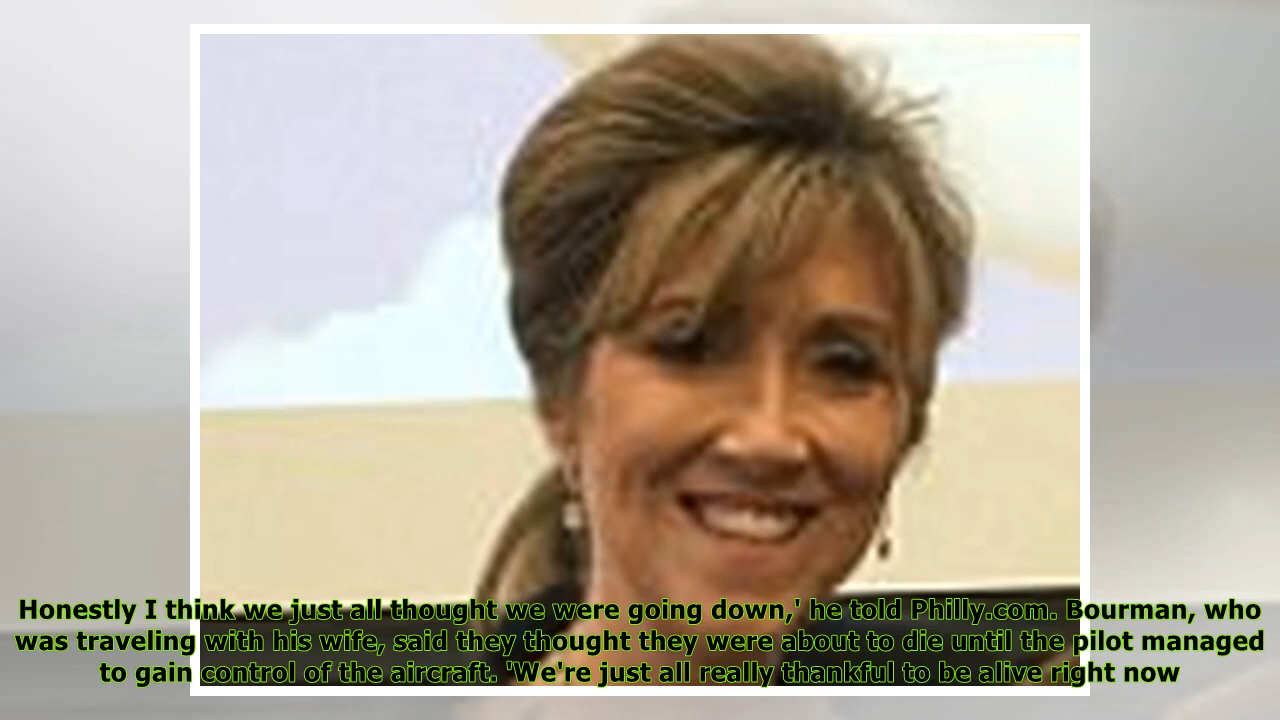 Honestly I think we just all thought we were going down,' he told Philly.com. Bourman, who
was traveling with his wife, said they thought they were about to die until the pilot managed
to gain control of the aircraft. 'We're just all really thankful to be alive right now